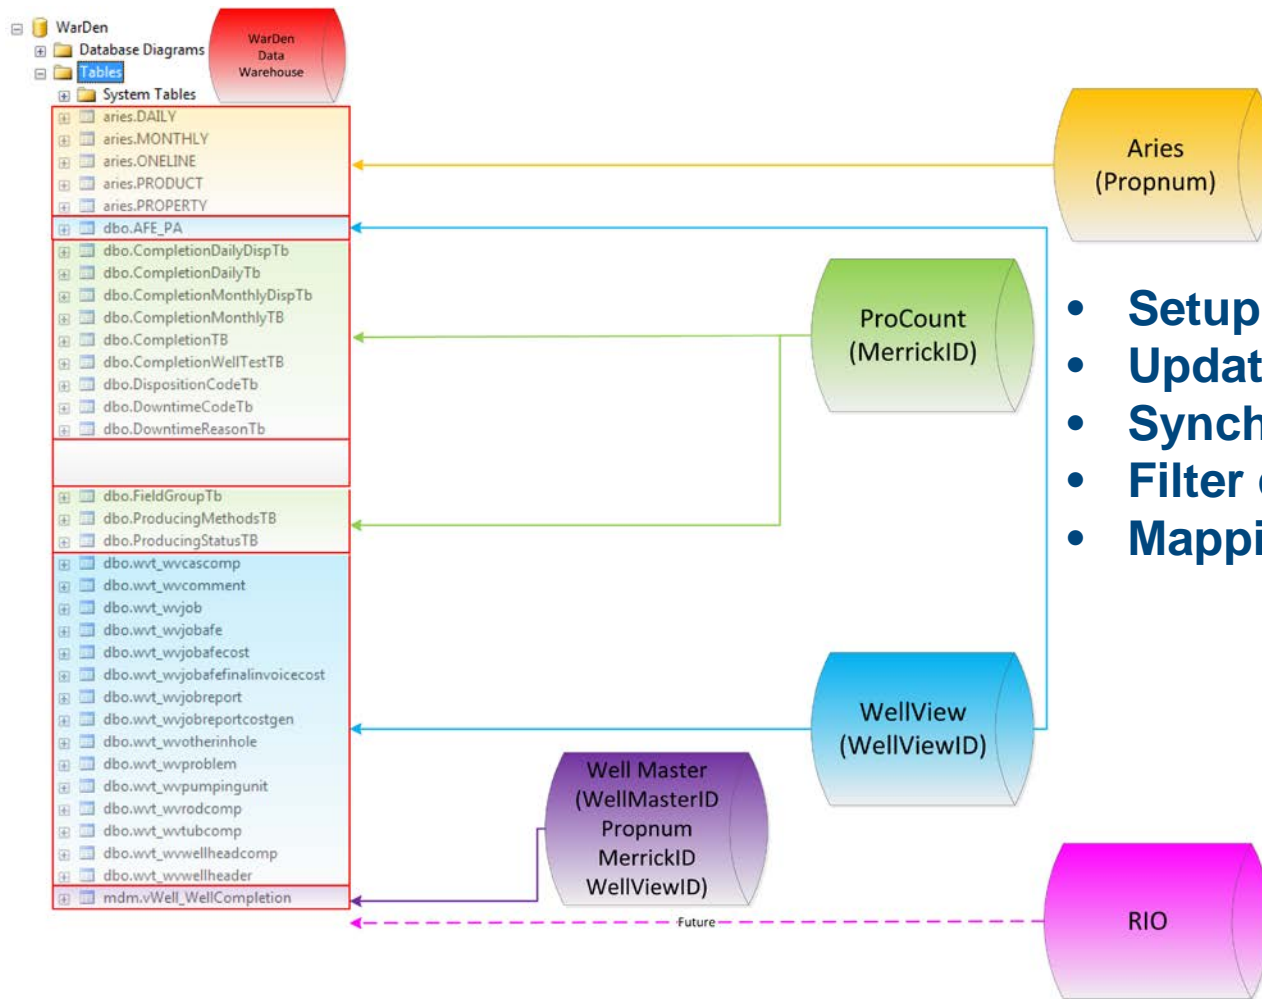 WarDen
Database Diagrams
Tables
System Tables
aries.DAILY
aries.MONTHLY
aries.ONELINE
aries.PRODUCT
aries.PROPERTY
dbo.AFE_PA
dbo.CompletionDailyDispTb
dbo.CompletionDailyTb
dbo.CompletionMonthlyDispTb
dbo.CompletionMonthlyTB
dbo.CompletionTB
dbo.CompletionWellTestTB
dbo.DispositionCodeTb
dbo.DowntimeCodeTb
dbo.DowntimeReasonTb
dbo.FieldGroupTb
dbo.ProducingMethodsTB
dbo.ProducingStatusTB
dbo.wvt_wvcascomp
dbo.wvt_wvcomment
dbo.wvt_wvjob
dbo.wvt_wvjobafe
dbo.wvt_wvjobafecost
dbo.wvt_wvjobafefinalinvoicecost
dbo.wvt_wvjobreport
dbo.wvt_wvjobreportcostgen
dbo.wvt_wvotherinhole
dbo.wvt_wvproblem
dbo.wvt_wvpumpingunit
dbo.wvt_wvrodcomp
dbo.wvt_wvtubcomp
dbo.wvt_wvwellheadcomp
dbo.wvt_wvwellheader
mdm.vWell_WellCompletion
WarDen
Data
Warehouse
Aries
(Propnum)
ProCount
(MerrickID)
• Setup
• Updat
• Synch
• Filter
• Mappi
WellView
(WellViewID)
Well Master
(WellMasterID
Propnum
MerrickID
WellViewID)
Future
RIO